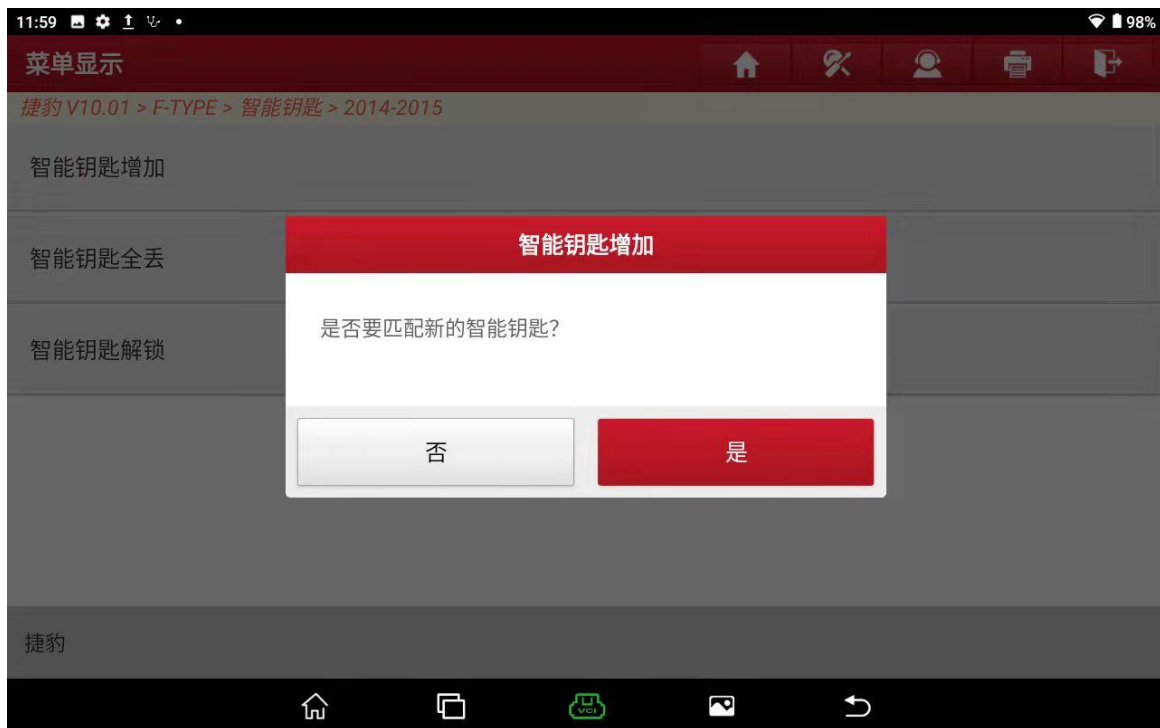 11:59
98%
菜单显示
捷豹 V10.01 > F-TYPE > 智能钥匙 > 2014-2015
智能钥匙增加
智能钥匙全丢
智能钥匙解锁
智能钥匙增加
是否要匹配新的智能钥匙?
否
是
捷豹
VCI